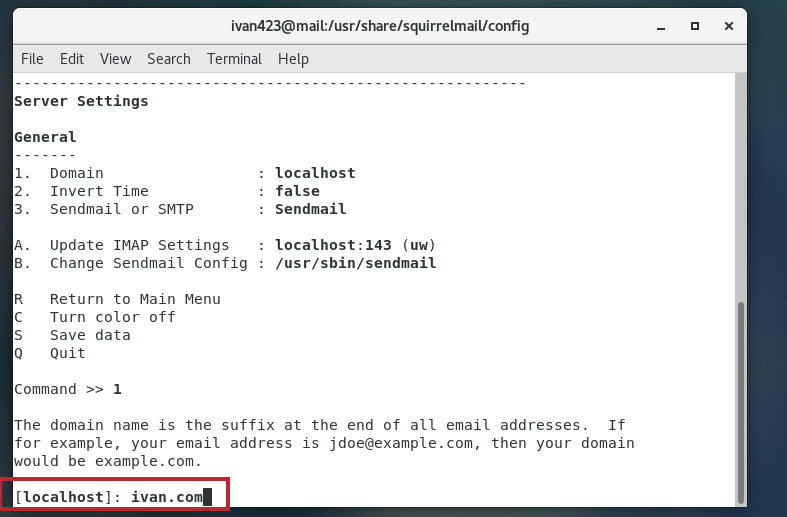 ivan423@mail:/usr/share/squirrelmail/config
File Edit View Search Terminal Help
---------------------------------------------------------
Server Settings
General
-------
1. Domain : localhost
2. Invert Time : false
3. Sendmail or SMTP : Sendmail
A. Update IMAP Settings : localhost:143 (uw)
B. Change Sendmail Config : /usr/sbin/sendmail
R Return to Main Menu
C Turn color off
S Save data
Q Quit
Command >> 1
The domain name is the suffix at the end of all email addresses. If
for example, your email address is jdoe@example.com, then your domain
would be example.com.
[localhost]: ivan.com